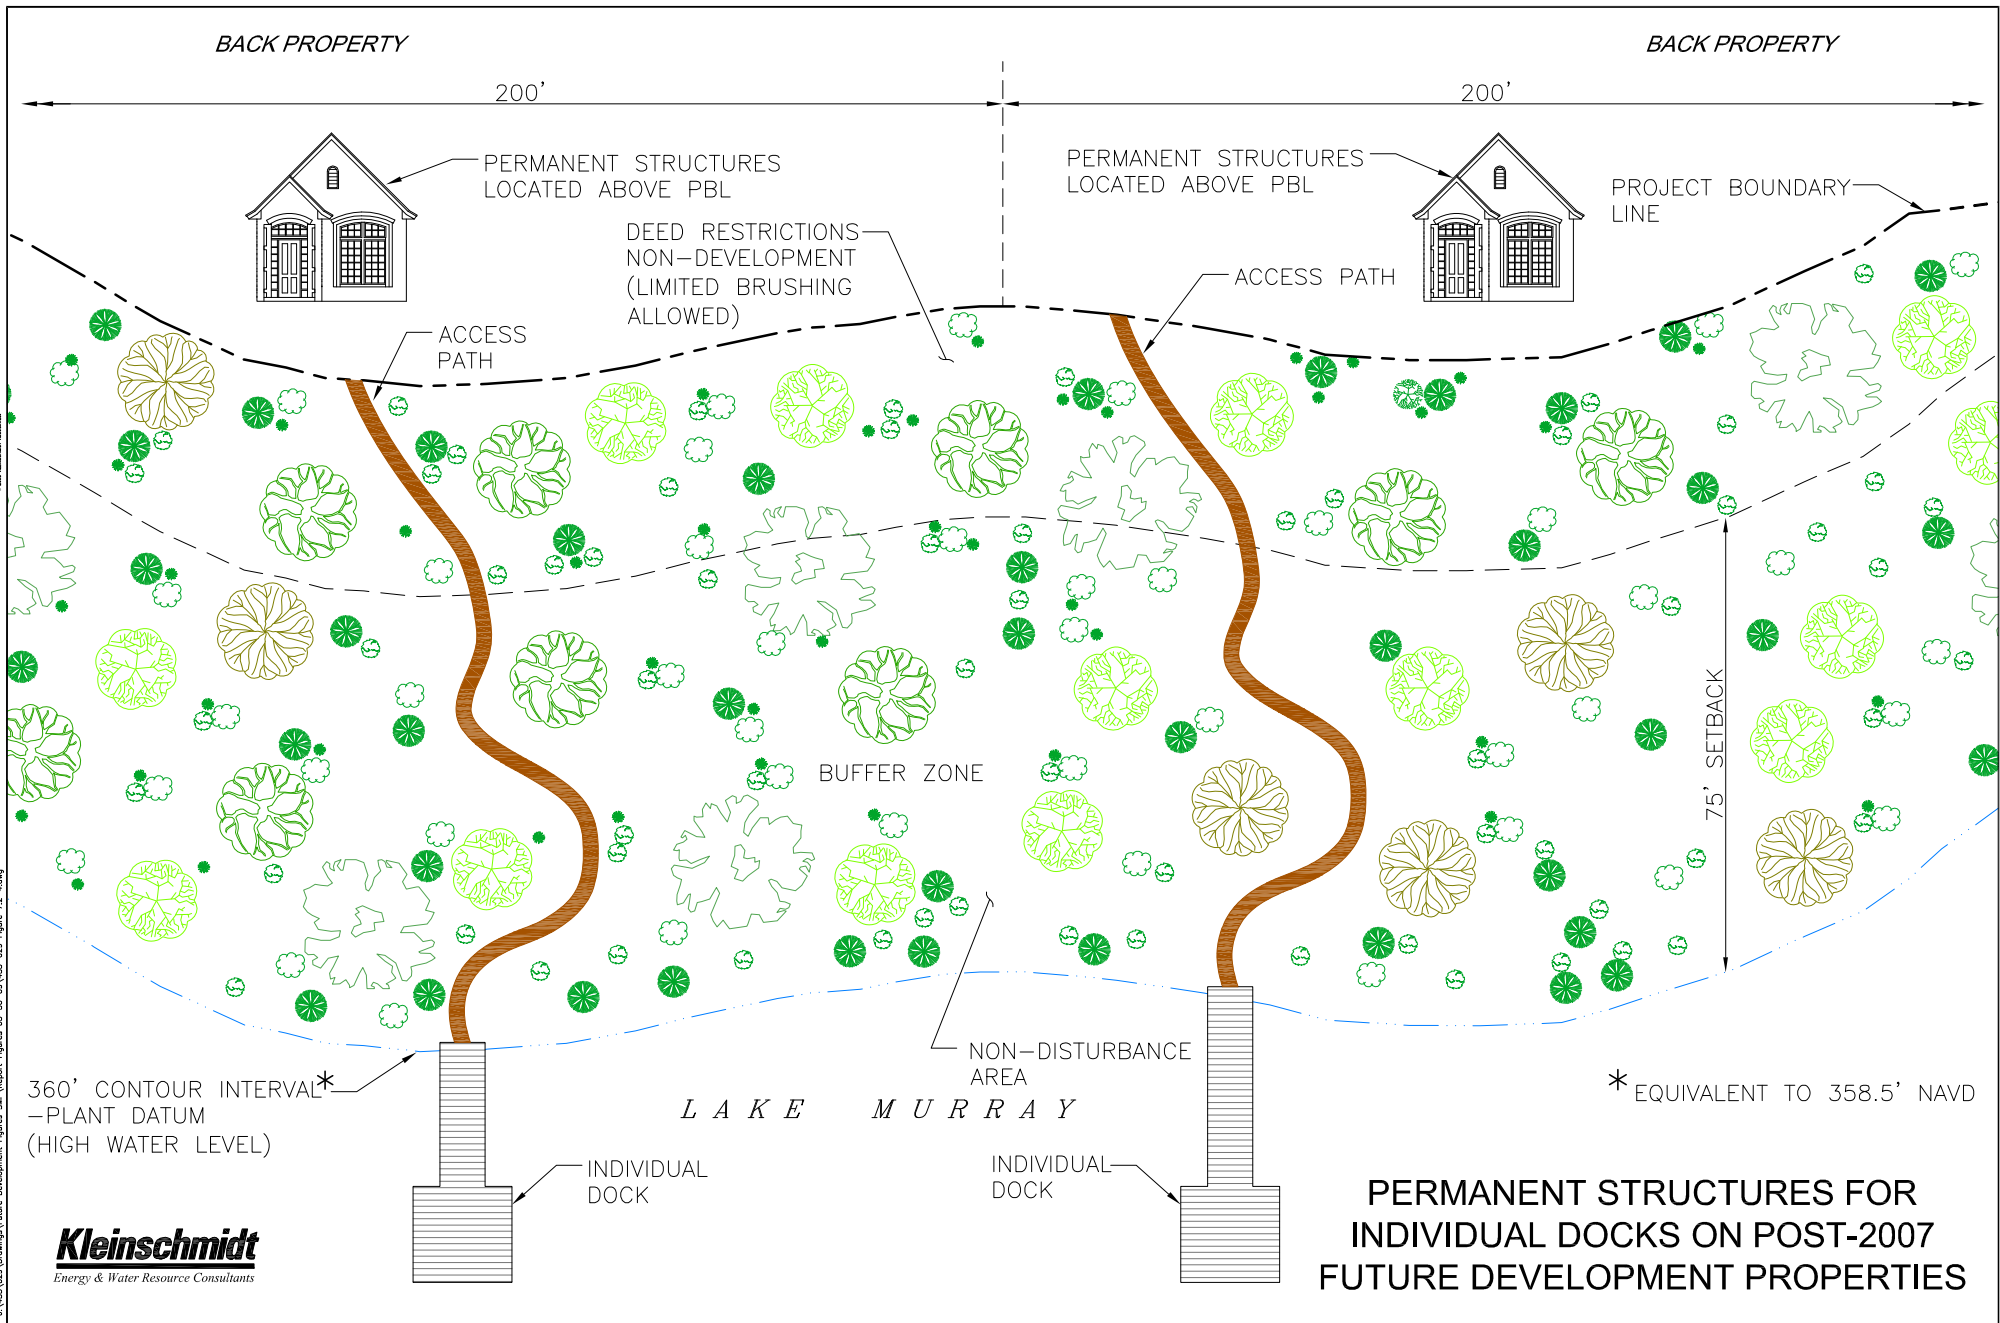 BACK PROPERTY
BACK PROPERTY
200'
200'
PERMANENT STRUCTURES
LOCATED ABOVE PBL
PERMANENT STRUCTURES
LOCATED ABOVE PBL
PROJECT BOUNDARY
LINE
DEED RESTRICTIONS
NON-DEVELOPMENT
(LIMITED BRUSHING
ALLOWED)
ACCESS PATH
ACCESS
PATH
75' SETBACK
BUFFER ZONE
NON-DISTURBANCE
AREA
360' CONTOUR INTERVAL*
-PLANT DATUM
(HIGH WATER LEVEL)
* EQUIVALENT TO 358.5' NAVD
LAKE MURRAY
INDIVIDUAL
DOCK
INDIVIDUAL
DOCK
PERMANENT STRUCTURES FOR
INDIVIDUAL DOCKS ON POST-2007
FUTURE DEVELOPMENT PROPERTIES
Kleinschmidt
Energy & Water Resource Consultants